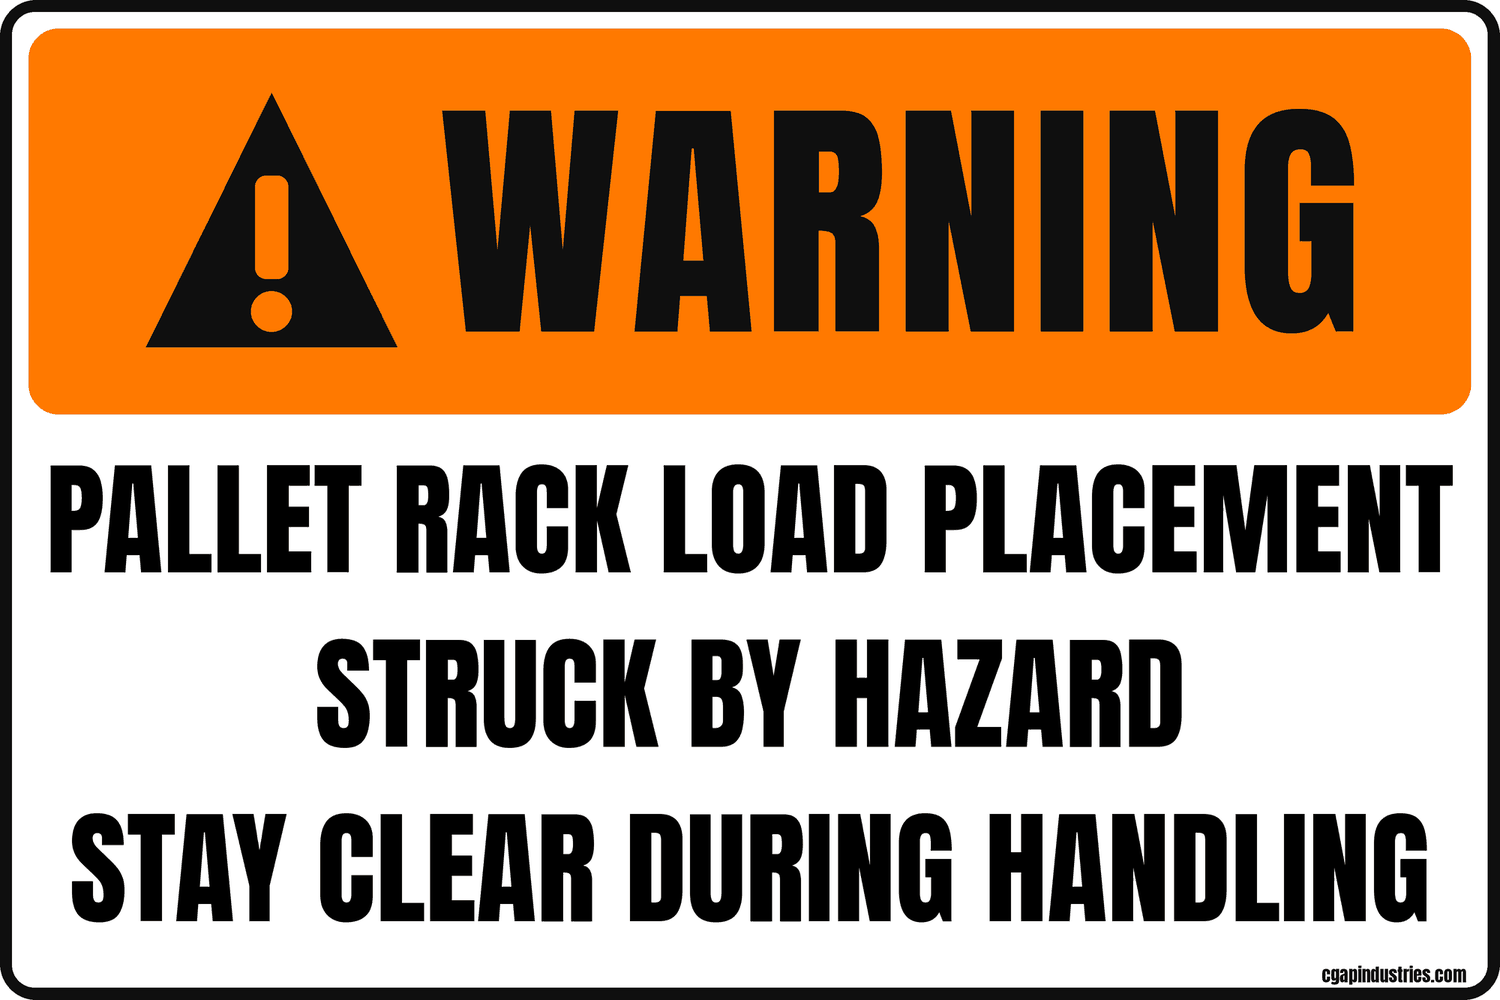 WARNING
PALLET RACK LOAD PLACEMENT
STRUCK BY HAZARD
STAY CLEAR DURING HANDLING
cgapindustries.com